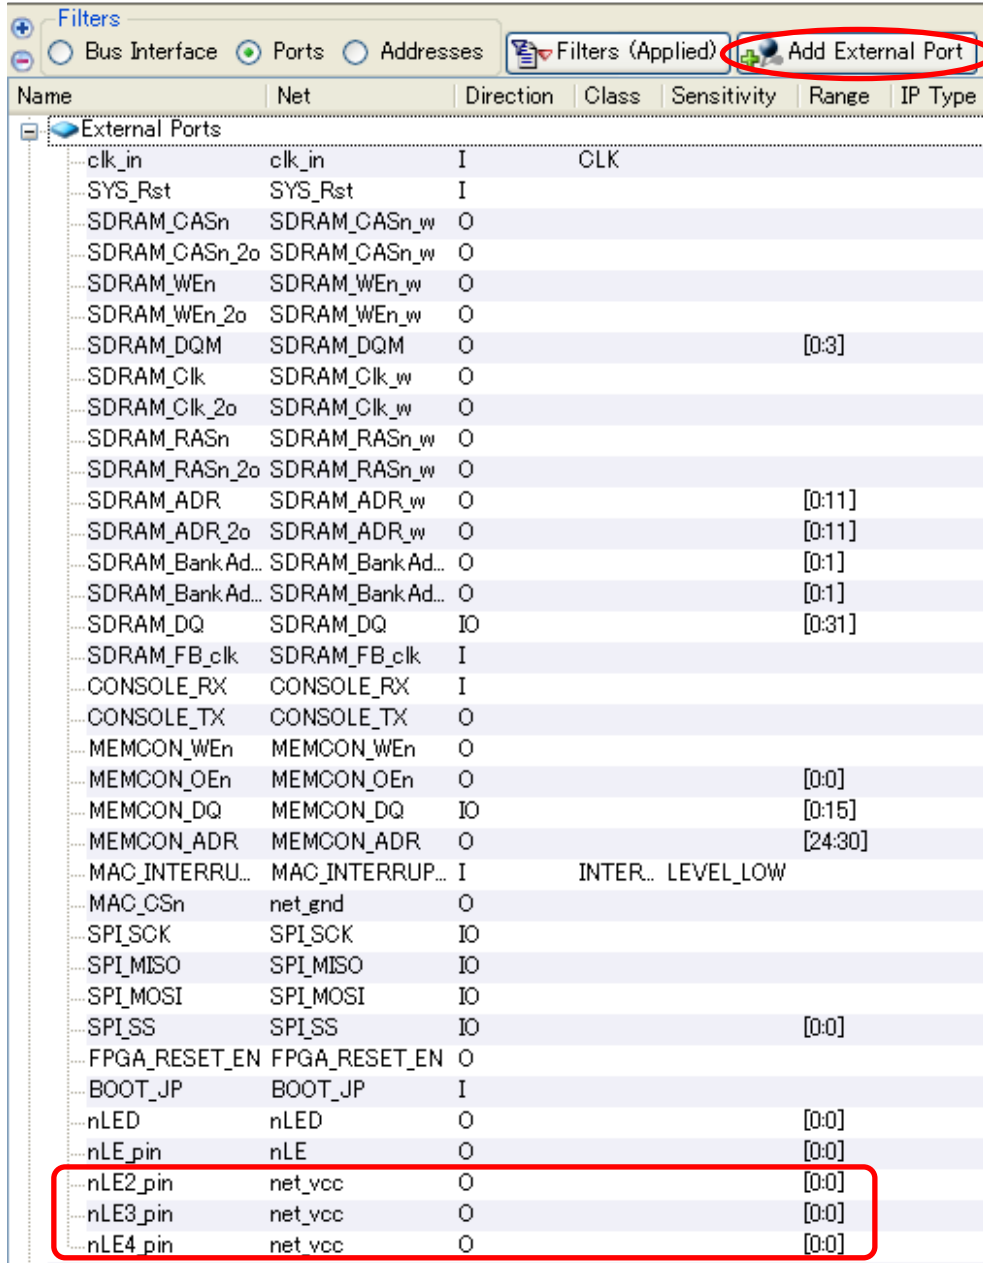 Filters
Bus Interface Ports Addresses Filters (Applied) Add External Port
Name Net Direction Class Sensitivity Range IP Type
External Ports
clk_in clk_in I CLK
SYS_Rst SYS_Rst I
SDRAM_CASn SDRAM_CASn_w O
SDRAM_CASn_2o SDRAM_CASn_w O
SDRAM_WEn SDRAM_WEn_w O
SDRAM_WEn_2o SDRAM_WEn_w O
SDRAM_DQM SDRAM_DQM O [0:3]
SDRAM_Clk SDRAM_Clk_w O
SDRAM_Clk_2o SDRAM_Clk_w O
SDRAM_RASn SDRAM_RASn_w O
SDRAM_RASn_2o SDRAM_RASn_w O
SDRAM_ADR SDRAM_ADR_w O [0:11]
SDRAM_ADR_2o SDRAM_ADR_w O [0:11]
SDRAM_BankAd... SDRAM_BankAd... O [0:1]
SDRAM_BankAd... SDRAM_BankAd... O [0:1]
SDRAM_DQ SDRAM_DQ IO [0:31]
SDRAM_FB_clk SDRAM_FB_clk I
CONSOLE_RX CONSOLE_RX I
CONSOLE_TX CONSOLE_TX O
MEMCON_WEn MEMCON_WEn O
MEMCON_OEn MEMCON_OEn O [0:0]
MEMCON_DQ MEMCON_DQ IO [0:15]
MEMCON_ADR MEMCON_ADR O [24:30]
MAC_INTERRU... MAC_INTERRUP... I INTER... LEVEL_LOW
MAC_CSn net_gnd O
SPI_SCK SPI_SCK IO
SPI_MISO SPI_MISO IO
SPI_MOSI SPI_MOSI IO
SPI_SS SPI_SS IO [0:0]
FPGA_RESET_EN FPGA_RESET_EN O
BOOT_JP BOOT_JP I
nLED nLED O [0:0]
nLE_pin nLE O [0:0]
nLE2_pin net_vcc O [0:0]
nLE3_pin net_vcc O [0:0]
nLE4_pin net_vcc O [0:0]